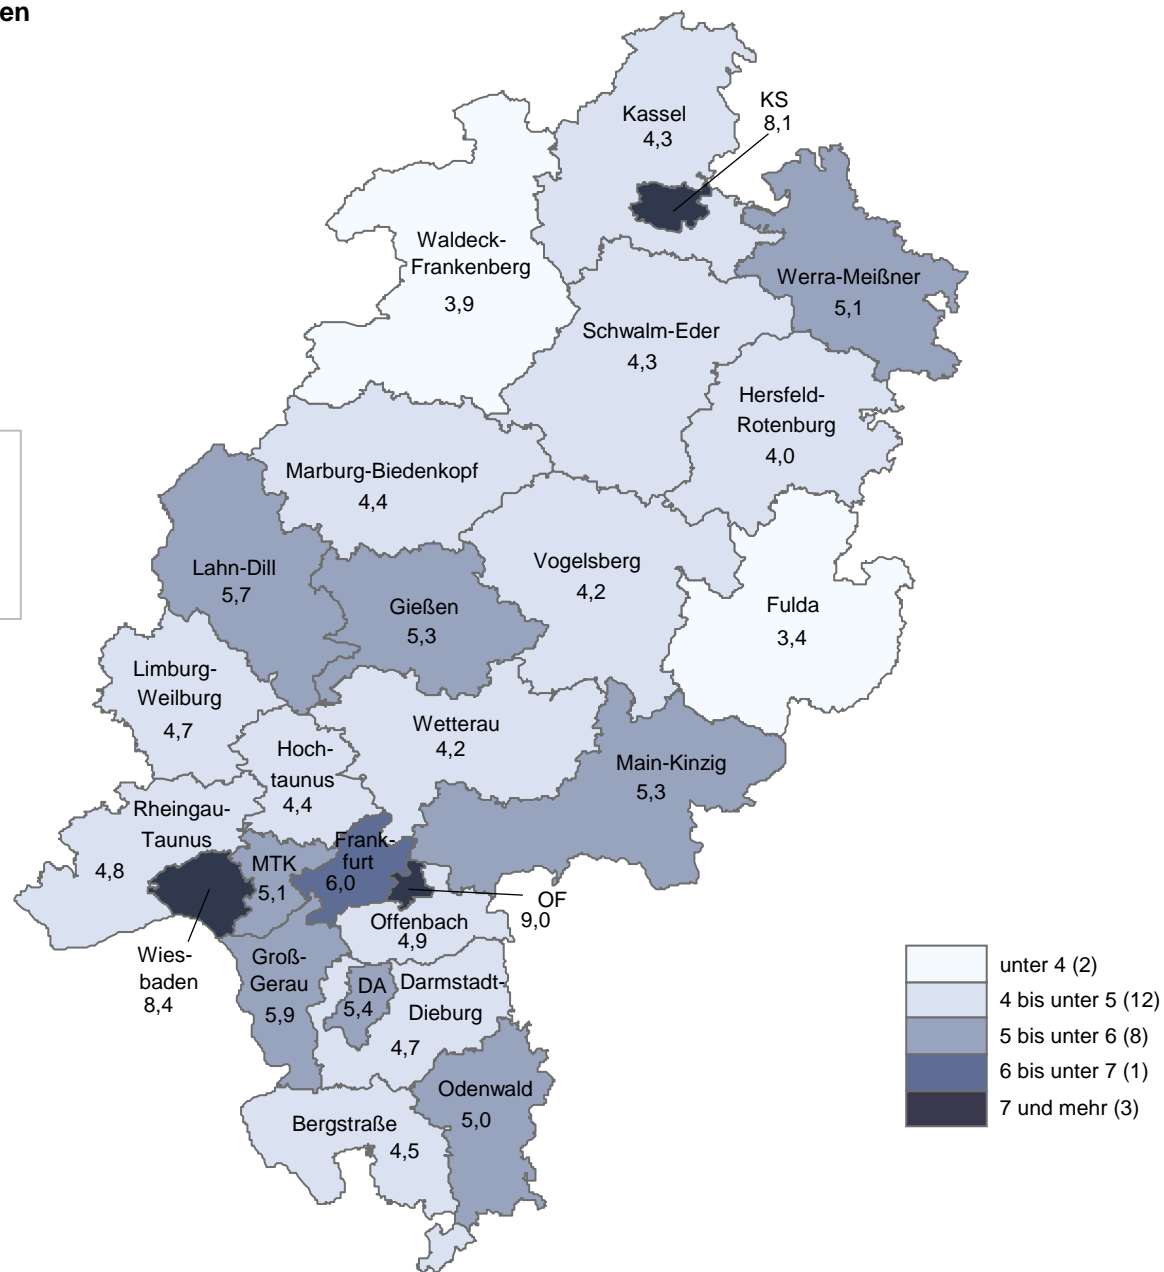 en
Kassel
4,3
KS
8,1
Waldeck-
Frankenberg
3,9
Werra-Meißner
5,1
Schwalm-Eder
4,3
Hersfeld-
Rotenburg
4,0
Marburg-Biedenkopf
4,4
Lahn-Dill
5,7
Gießen
5,3
Vogelsberg
4,2
Fulda
3,4
Limburg-
Weilburg
4,7
Wetterau
4,2
Hoch-
taunus
4,4
Main-Kinzig
5,3
Rheingau-
Taunus
4,8
MTK
5,1
Frank-
furt
6,0
OF
9,0
Offenbach
4,9
Wies-
baden
8,4
Groß-
Gerau
5,9
DA
5,4
Darmstadt-
Dieburg
4,7
Odenwald
5,0
Bergstraße
4,5
unter 4 (2)
4 bis unter 5 (12)
5 bis unter 6 (8)
6 bis unter 7 (1)
7 und mehr (3)